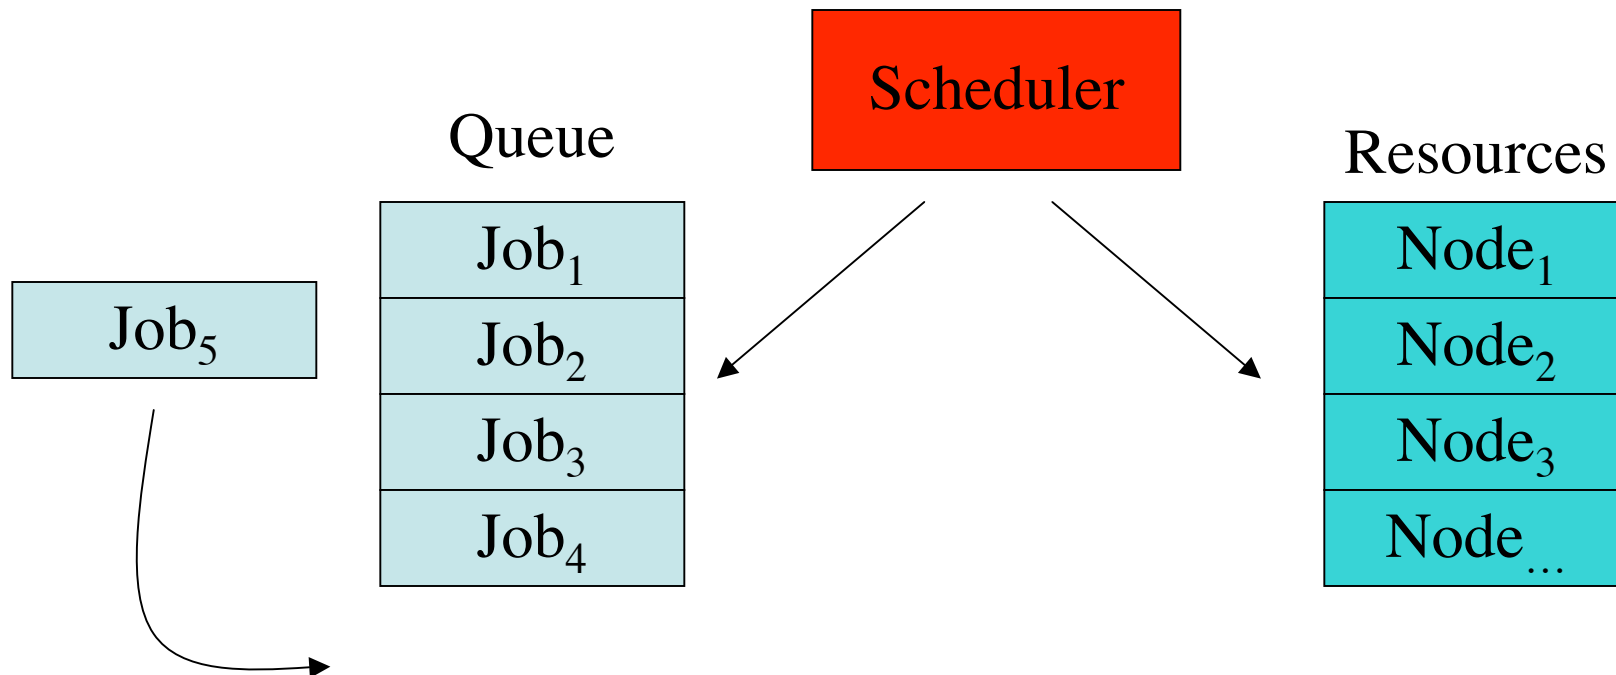 Scheduler
Queue
Resources
Job₁
Job₂
Job₃
Job₄
Job₅
Node₁
Node₂
Node₃
Node...